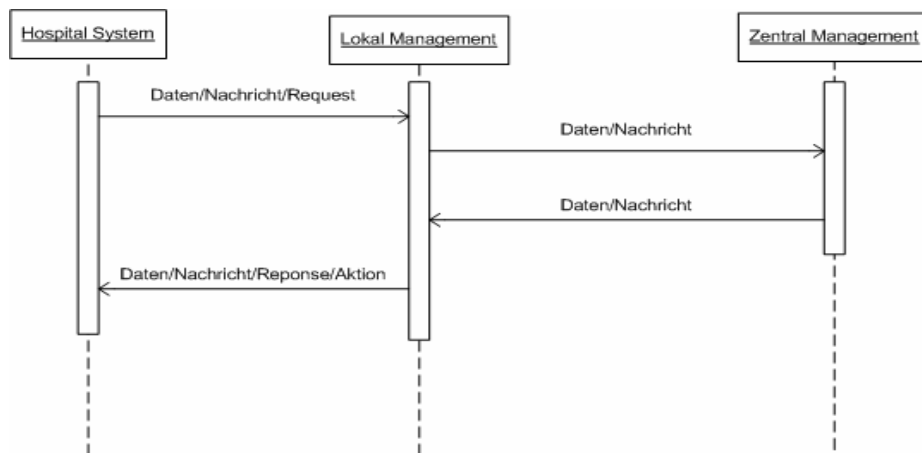 Hospital System
Lokal Management
Zentral Management
Daten/Nachricht/Request
Daten/Nachricht
Daten/Nachricht
Daten/Nachricht/Reponse/Aktion